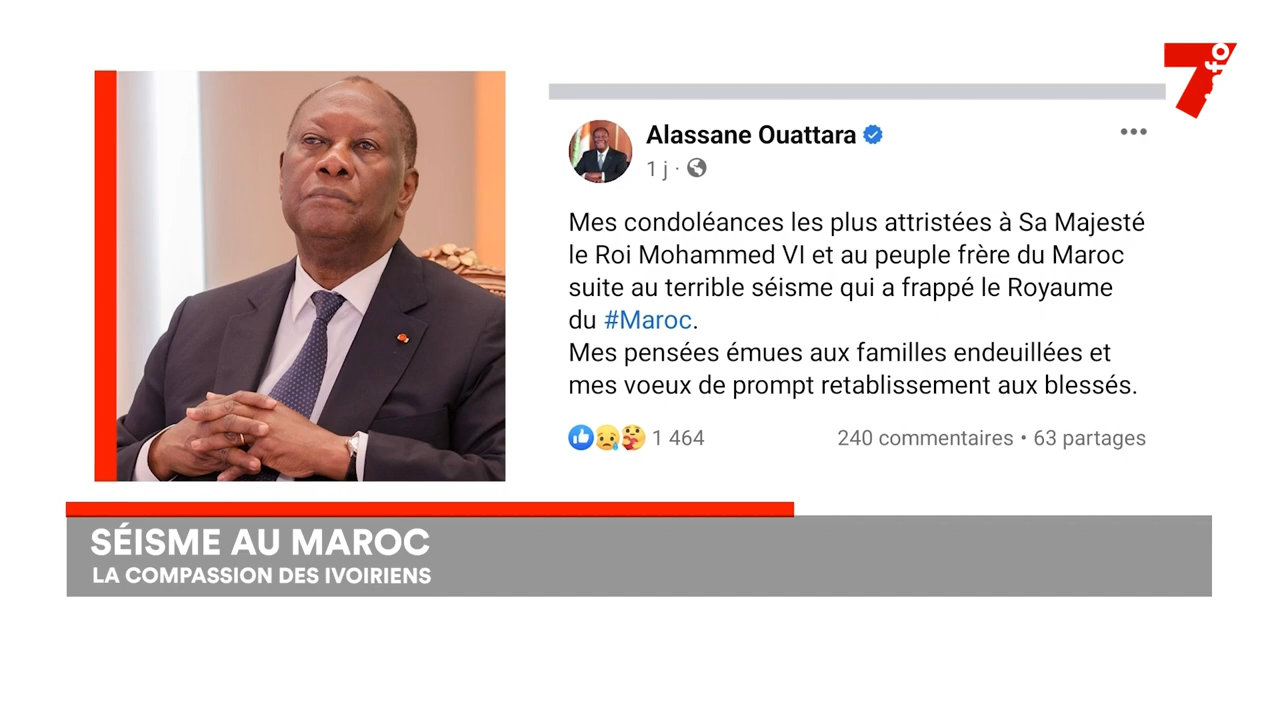 7
nfo
Alassane Ouattara
1 j ·
Mes condoléances les plus attristées à Sa Majesté
le Roi Mohammed VI et au peuple frère du Maroc
suite au terrible séisme qui a frappé le Royaume
du #Maroc.
Mes pensées émues aux familles endeuillées et
mes voeux de prompt retablissement aux blessés.
1 464
240 commentaires • 63 partages
SÉISME AU MAROC
LA COMPASSION DES IVOIRIENS